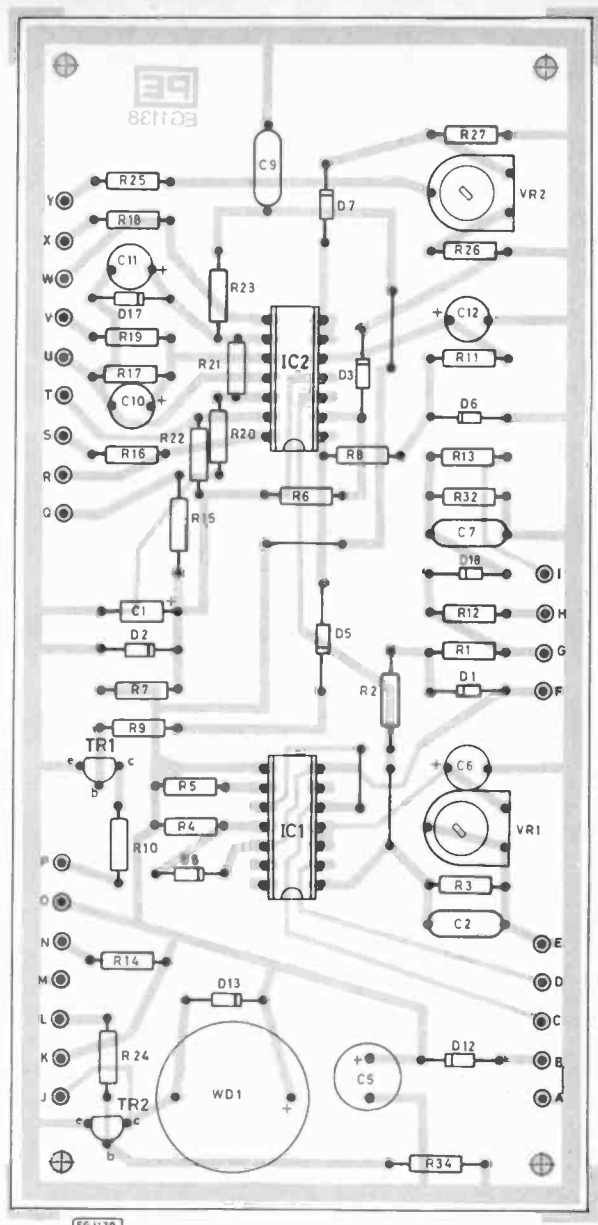 PE
EG1138
R27
C9
R25
VR2
Y
D7
R18
X
R26
W
C11
+
R23
D17
C12
+
V
R19
IC2
R11
U
R21
D3
R17
T
C10
+
D6
S
R22
R20
R8
R13
R16
R
R6
R32
Q
R15
C7
D18
I
C1
+
R12
H
D2
D5
R1
G
R7
R2
D1
F
R9
TR1
e
c
b
C6
+
R5
R4
IC1
VR1
R10
P
R3
O
C2
N
E
R14
M
D
D13
L
C
R24
D12
B
K
+
C5
WD1
+
J
A
TR2
e
c
b
R34